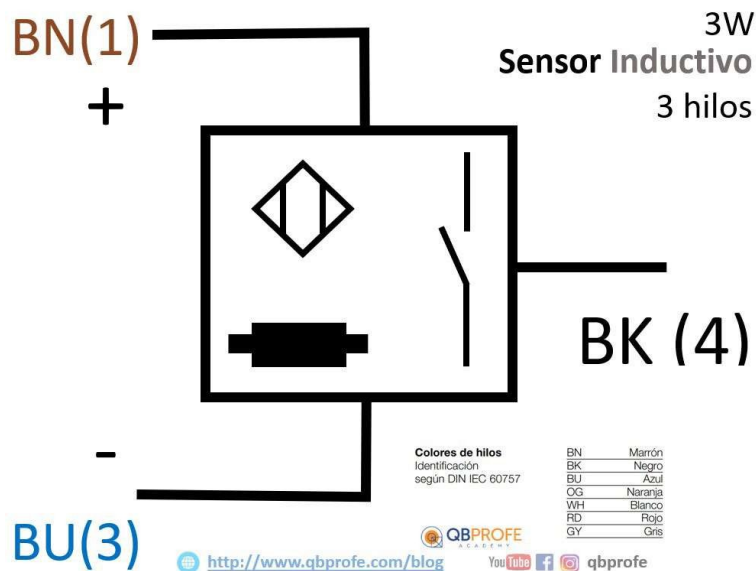 BN(1)
+
3W
Sensor Inductivo
3 hilos
BK (4)
-
BU(3)
Colores de hilos
Identificación
según DIN IEC 60757
BN Marrón
BK Negro
BU Azul
OG Naranja
WH Blanco
RD Rojo
GY Gris
QBPROFE
ACADEMY
http://www.qbprofe.com/blog
YouTube f qbprofe